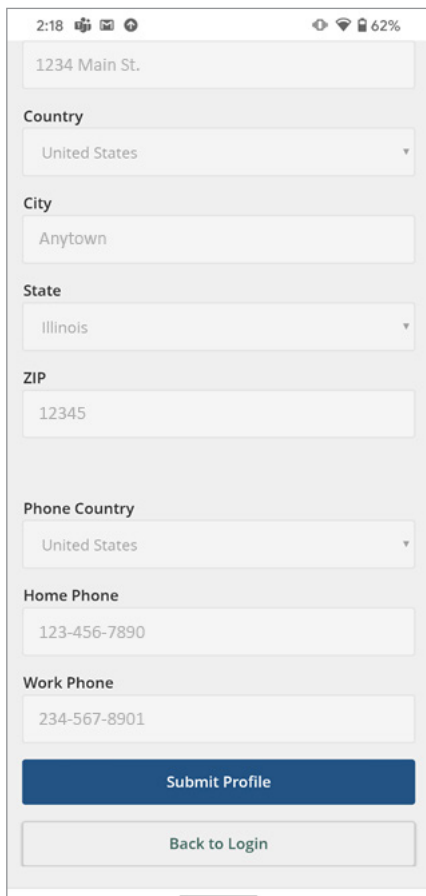 2:18 62%
1234 Main St.
Country
United States
City
Anytown
State
Illinois
ZIP
12345
Phone Country
United States
Home Phone
123-456-7890
Work Phone
234-567-8901
Submit Profile
Back to Login